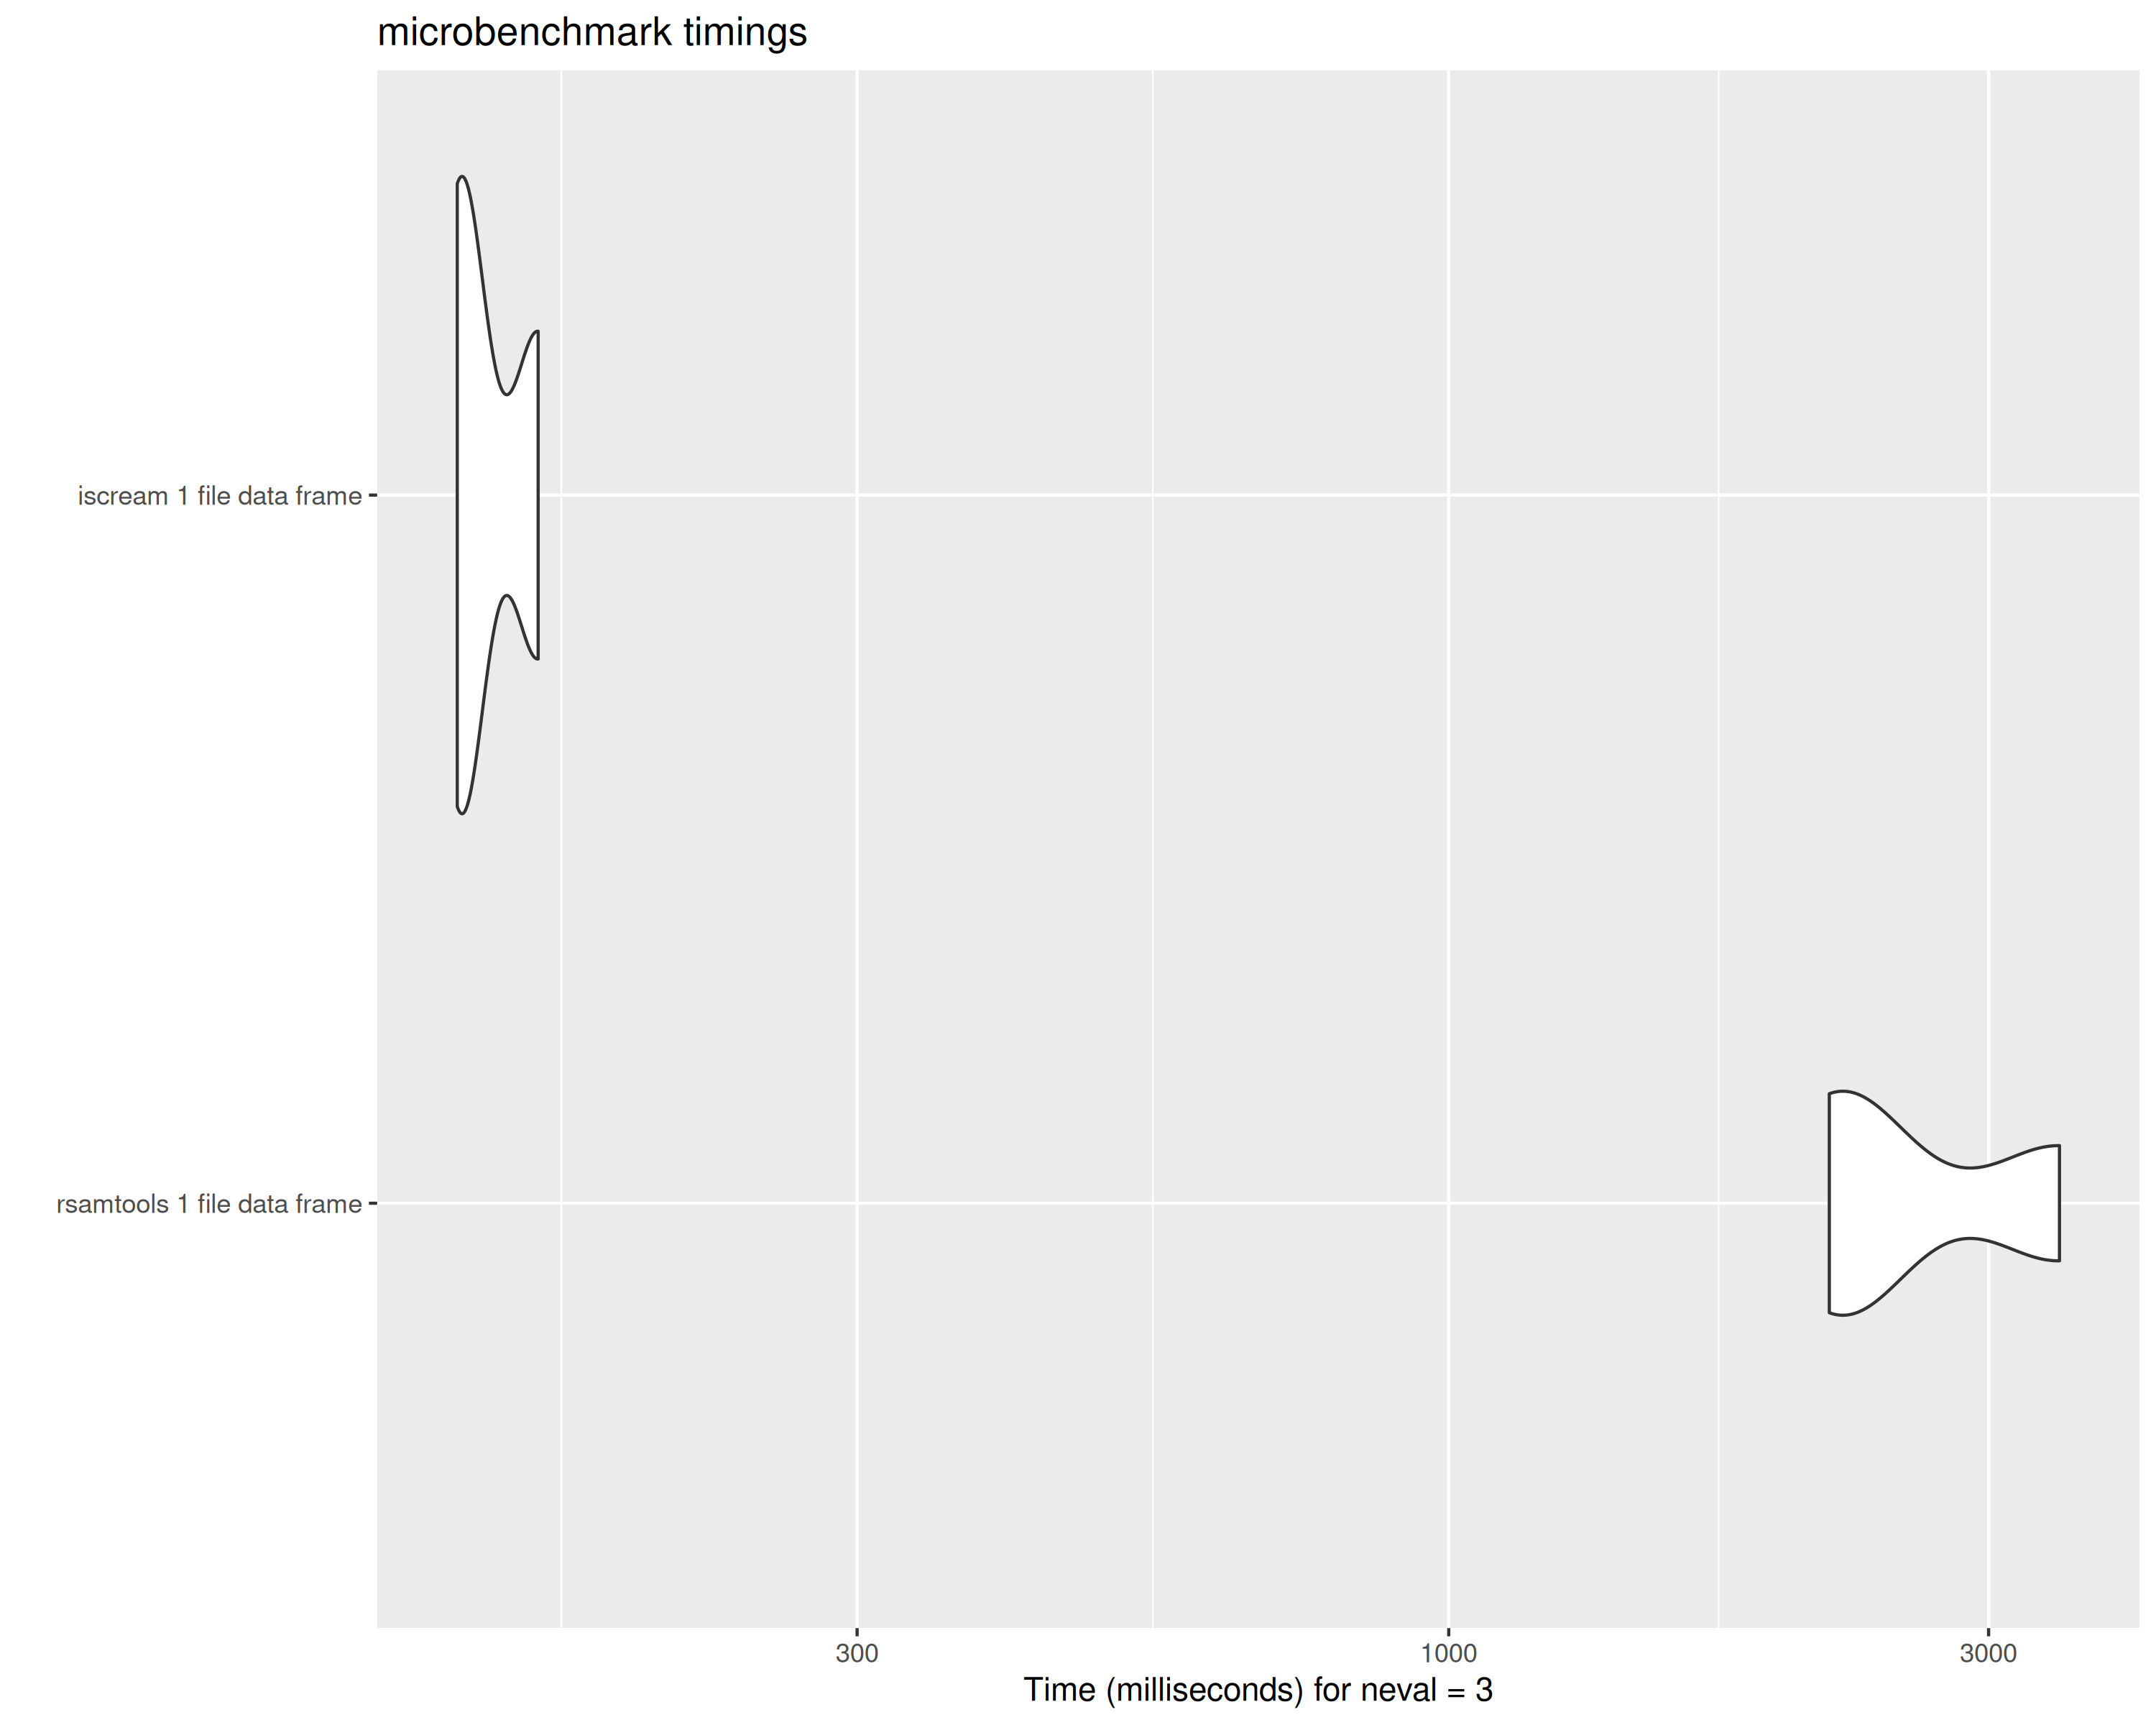 microbenchmark timings
iscream 1 file data frame
rsamtools 1 file data frame
300
1000
3000
Time (milliseconds) for neval = 3